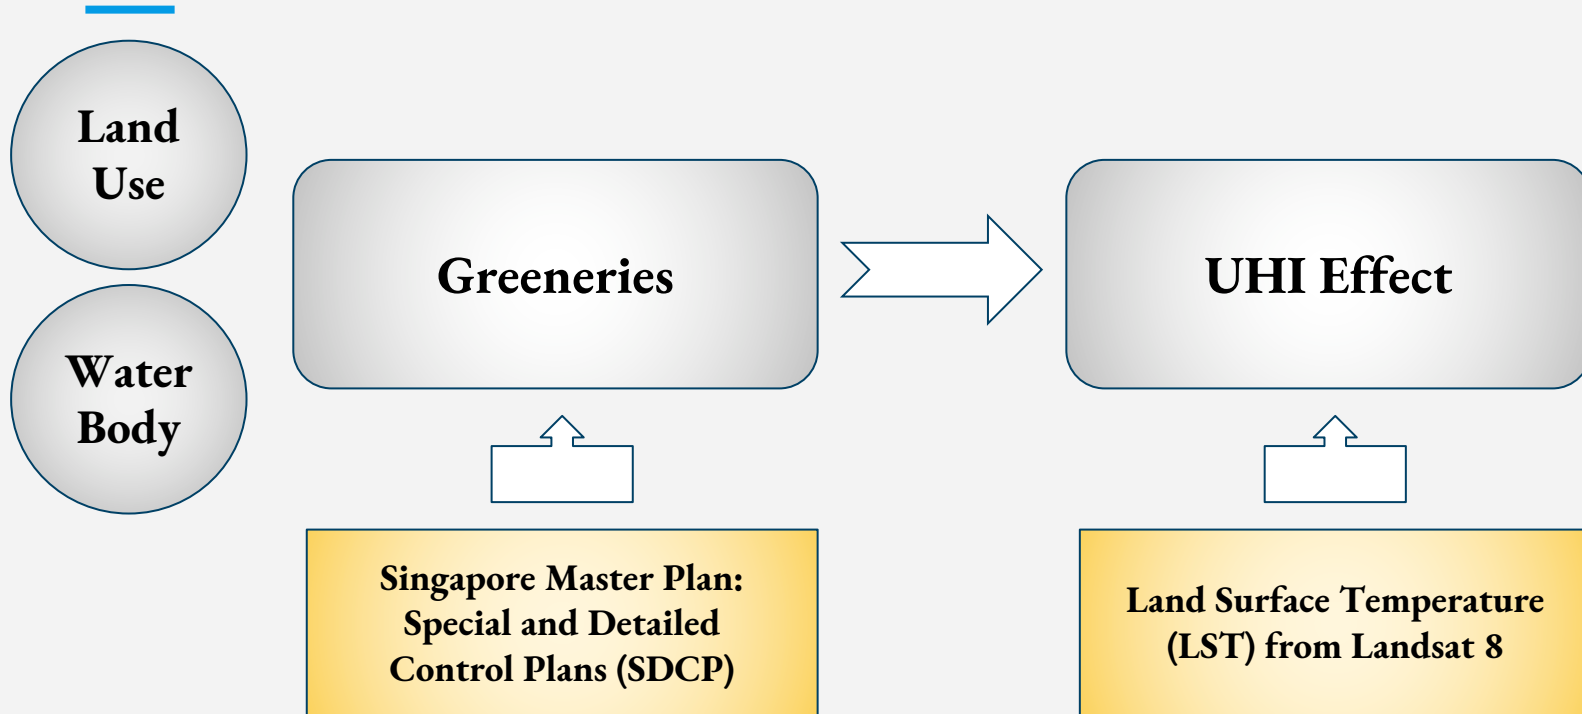 Land
Use
Water
Body
Greeneries
UHI Effect
Singapore Master Plan:
Special and Detailed
Control Plans (SDCP)
Land Surface Temperature
(LST) from Landsat 8